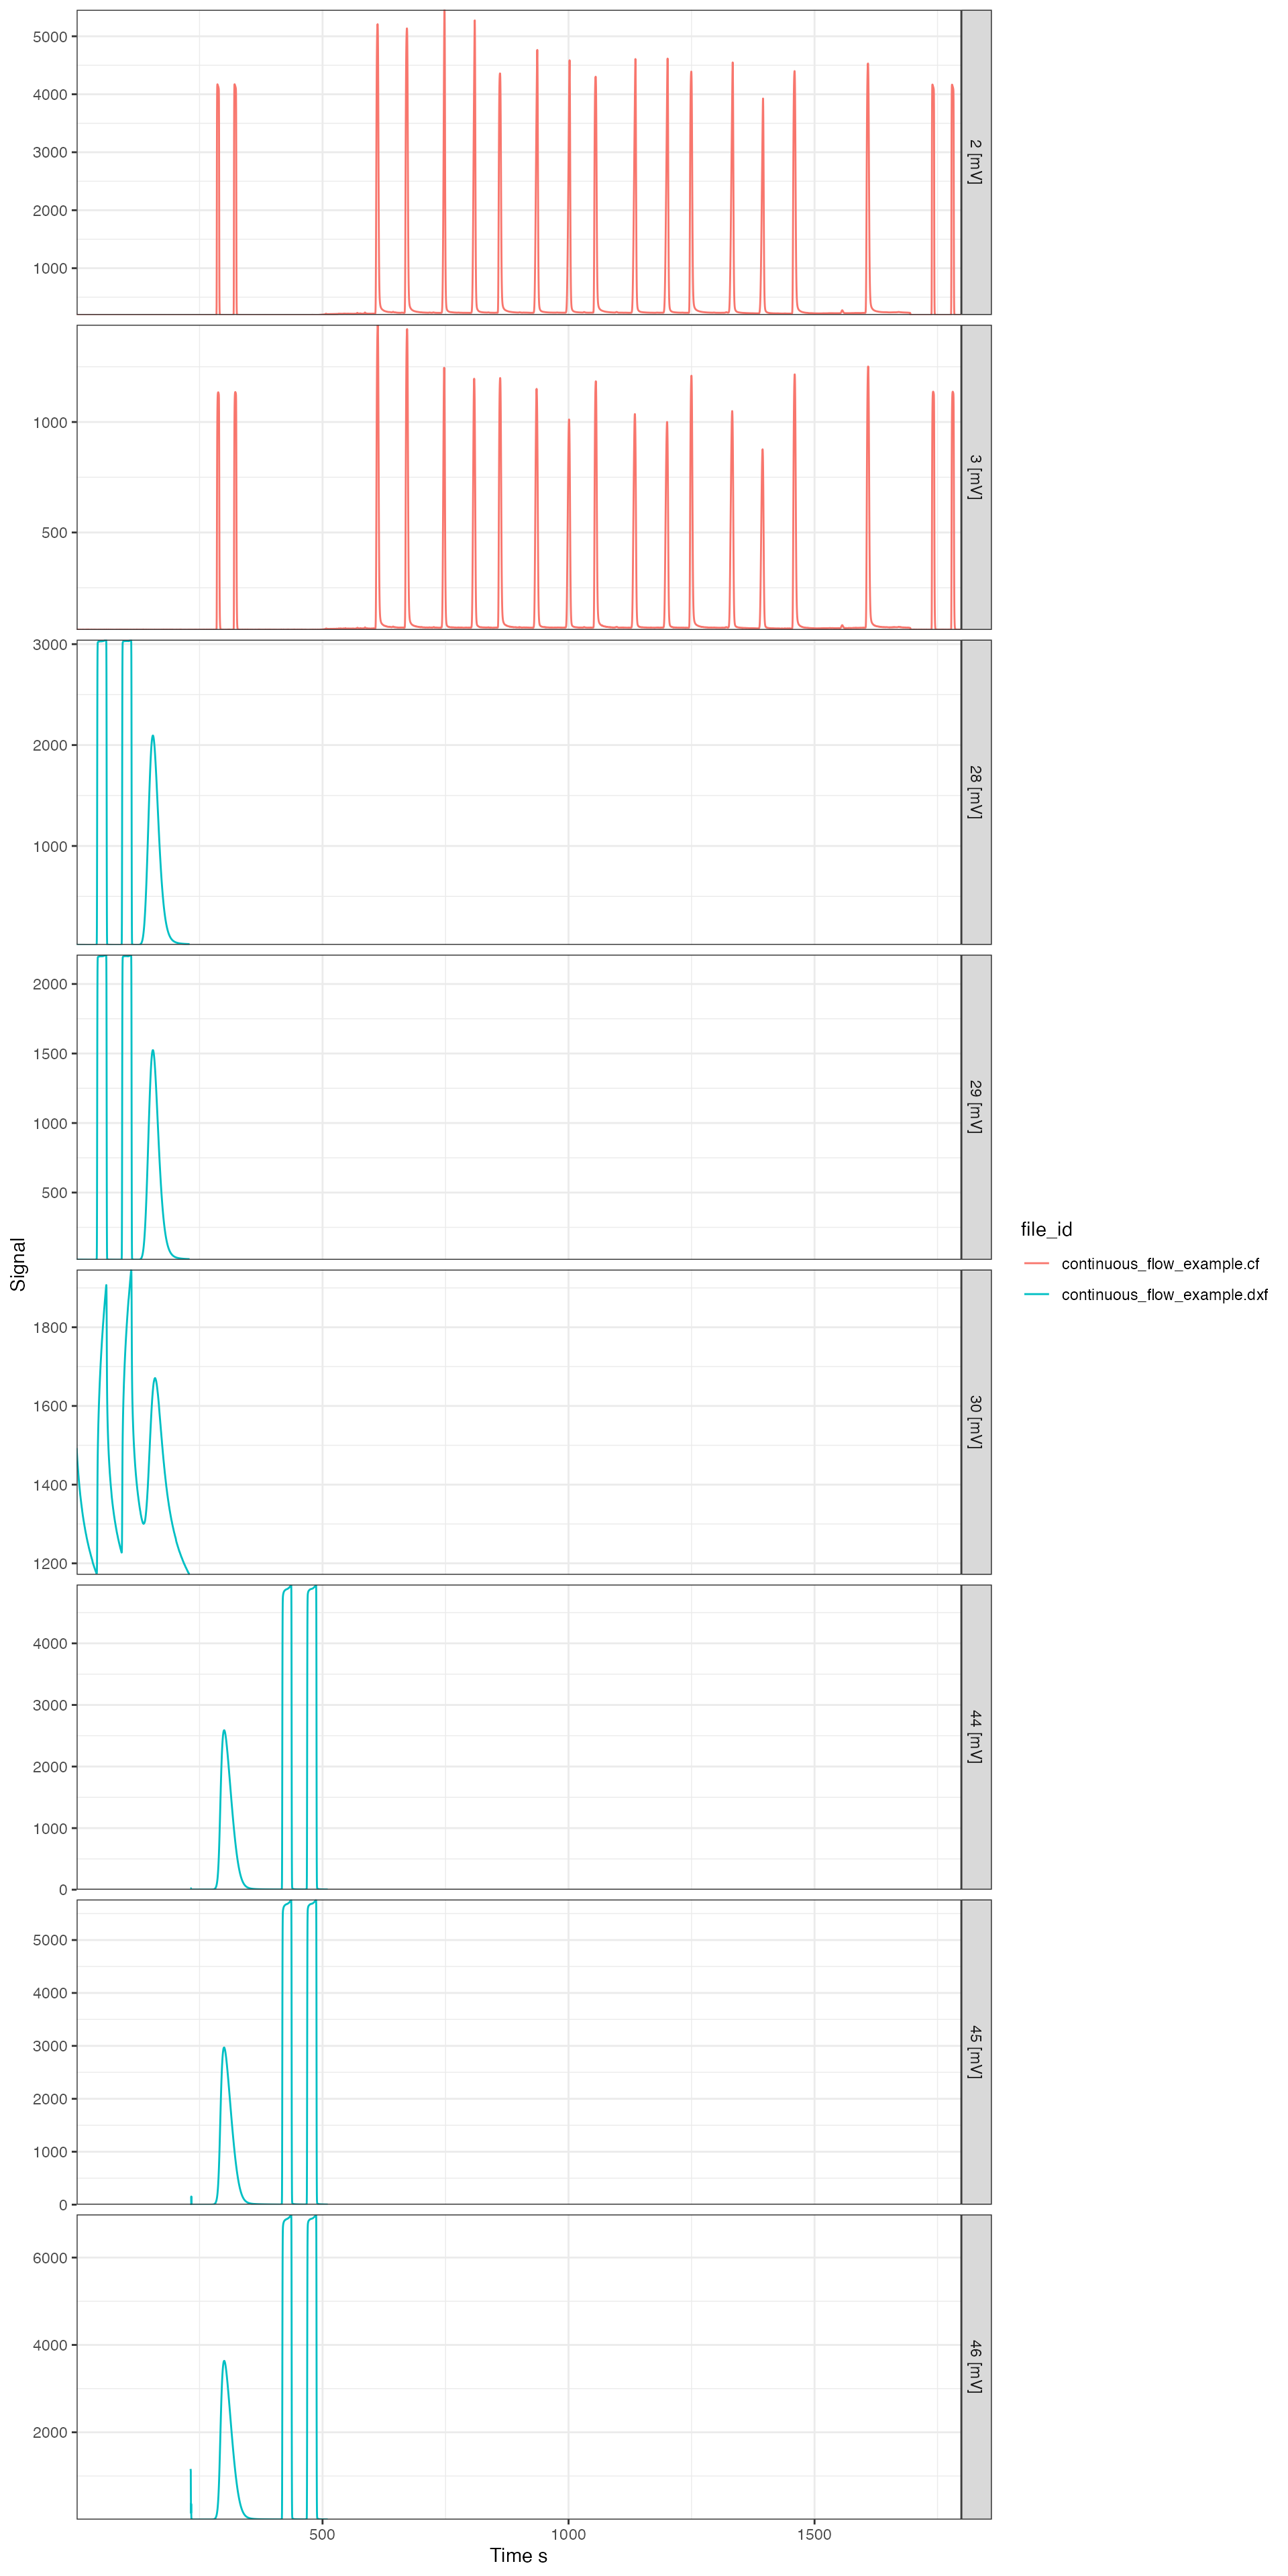 5000
4000
3000
2000
1000
2 [mV]
1000
500
3 [mV]
3000
2000
1000
28 [mV]
2000
1500
1000
500
29 [mV]
Signal
1800
1600
1400
1200
30 [mV]
4000
3000
2000
1000
0
44 [mV]
5000
4000
3000
2000
1000
0
45 [mV]
6000
4000
2000
46 [mV]
500 1000 1500
Time s
file_id
continuous_flow_example.cf
continuous_flow_example.dxf